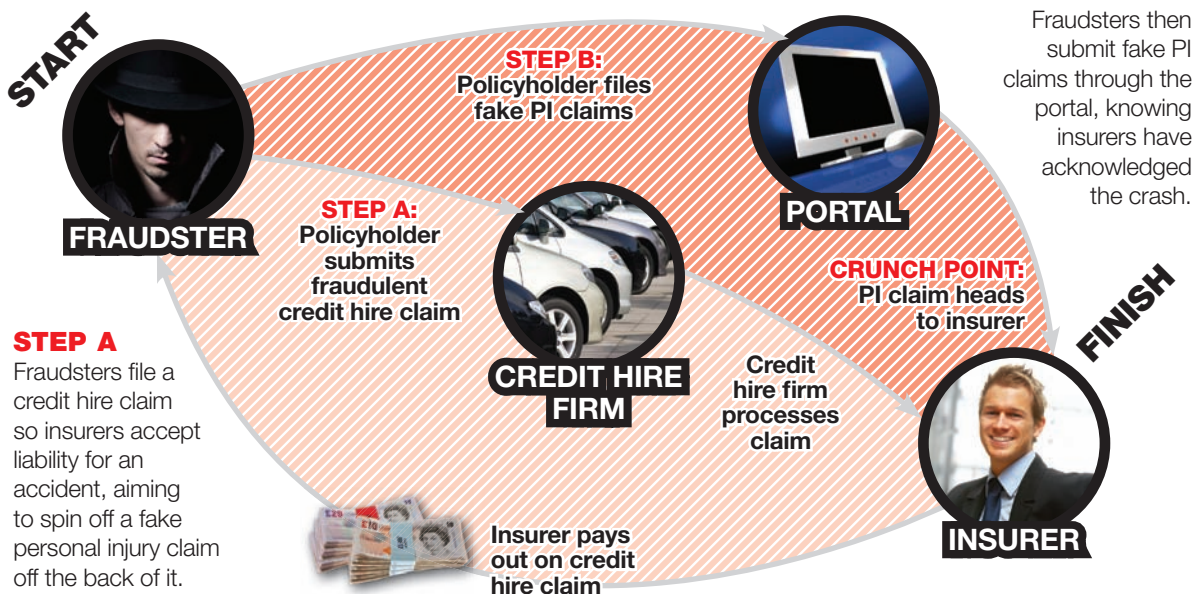 START
FRAUDSTER
STEP B:
Policyholder files
fake PI claims
PORTAL
Fraudsters then
submit fake PI
claims through the
portal, knowing
insurers have
acknowledged
the crash.
STEP A:
Policyholder
submits
fraudulent
credit hire claim
CREDIT HIRE
FIRM
CRUNCH POINT:
PI claim heads
to insurer
FINISH
Credit
hire firm
processes
claim
INSURER
STEP A
Fraudsters file a
credit hire claim
so insurers accept
liability for an
accident, aiming
to spin off a fake
personal injury claim
off the back of it.
£20
£10
Insurer pays
out on credit
hire claim